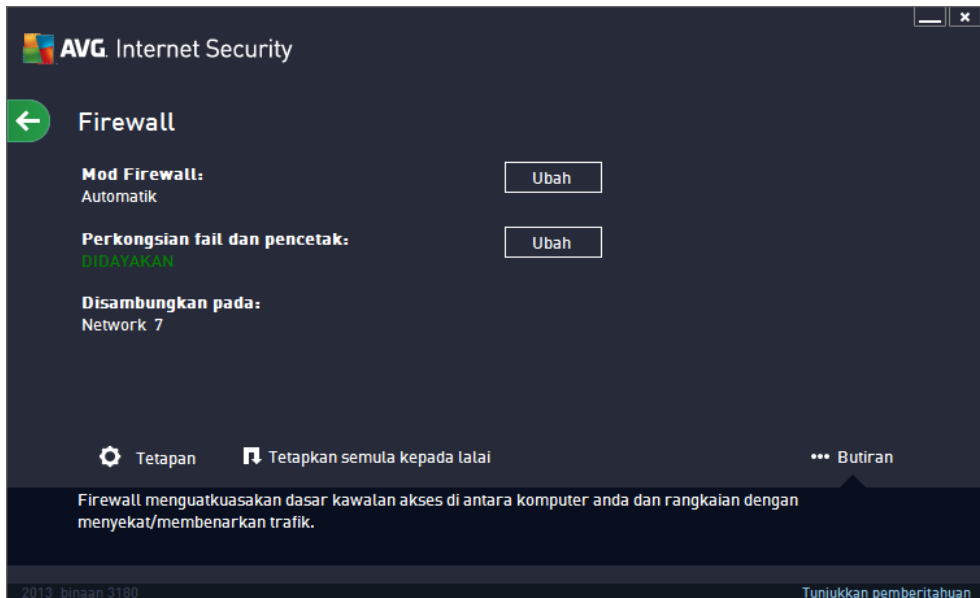 AVG. Internet Security
Firewall
Mod Firewall:
Ubah
Automatik
Perkongsian fail dan pencetak:
Ubah
DIDAYAKAN
Disambungkan pada:
Network 7
Tetapan
Tetapkan semula kepada lalai
Butiran
Firewall menguatkuasakan dasar kawalan akses di antara komputer anda dan rangkaian dengan
menyekat/membenarkan trafik.
2013 binaan 3180
Tunjukkan pemberitahuan